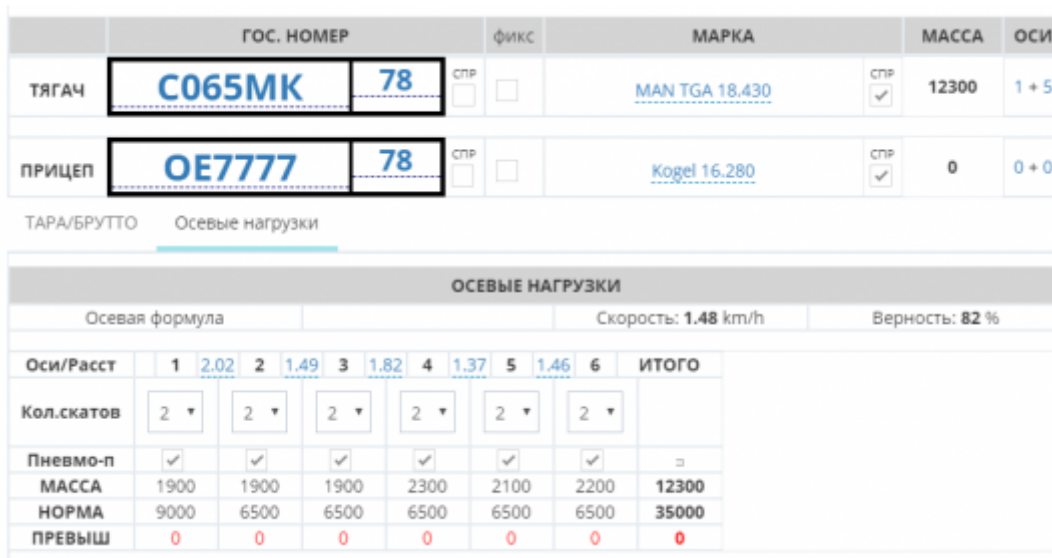 ГОС. НОМЕР фикс МАРКА МАССА ОСИ
ТЯГАЧ С065МК 78 СПР MAN TGA 18.430 СПР 12300 1 + 5
ПРИЦЕП ОЕ7777 78 СПР Kogel 16.280 СПР 0 0 + 0
ТАРА/БРУТТО Осевые нагрузки
ОСЕВЫЕ НАГРУЗКИ
Осевая формула Скорость: 1.48 km/h Верность: 82 %
Оси/Расст 1 2.02 2 1.49 3 1.82 4 1.37 5 1.46 6 ИТОГО
Кол.скатов 2 2 2 2 2 2
Пневмо-п
МАССА 1900 1900 1900 2300 2100 2200 12300
НОРМА 9000 6500 6500 6500 6500 6500 35000
ПРЕВЫШ 0 0 0 0 0 0 0